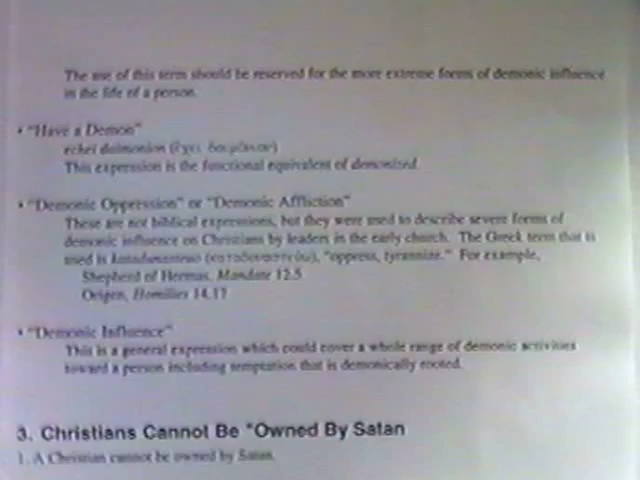 The use of this term should be reserved for the more extreme forms of demonic influence
in the life of a person.
• "Have a Demon"
echei daimonion (ἔχει δαιμόνιον)
This expression is the functional equivalent of demonized.
• "Demonic Oppression" or "Demonic Affliction"
These are not biblical expressions, but they were used to describe severe forms of
demonic influence on Christians by leaders in the early church. The Greek term that is
used is katadunasteuo (καταδυναστεύω), "oppress, tyrannize." For example,
Shepherd of Hermas, Mandate 12.5
Origen, Homilies 14.17
• "Demonic Influence"
This is a general expression which could cover a whole range of demonic activities
toward a person including temptation that is demonically rooted.
3. Christians Cannot Be "Owned By Satan
1. A Christian cannot be owned by Satan.